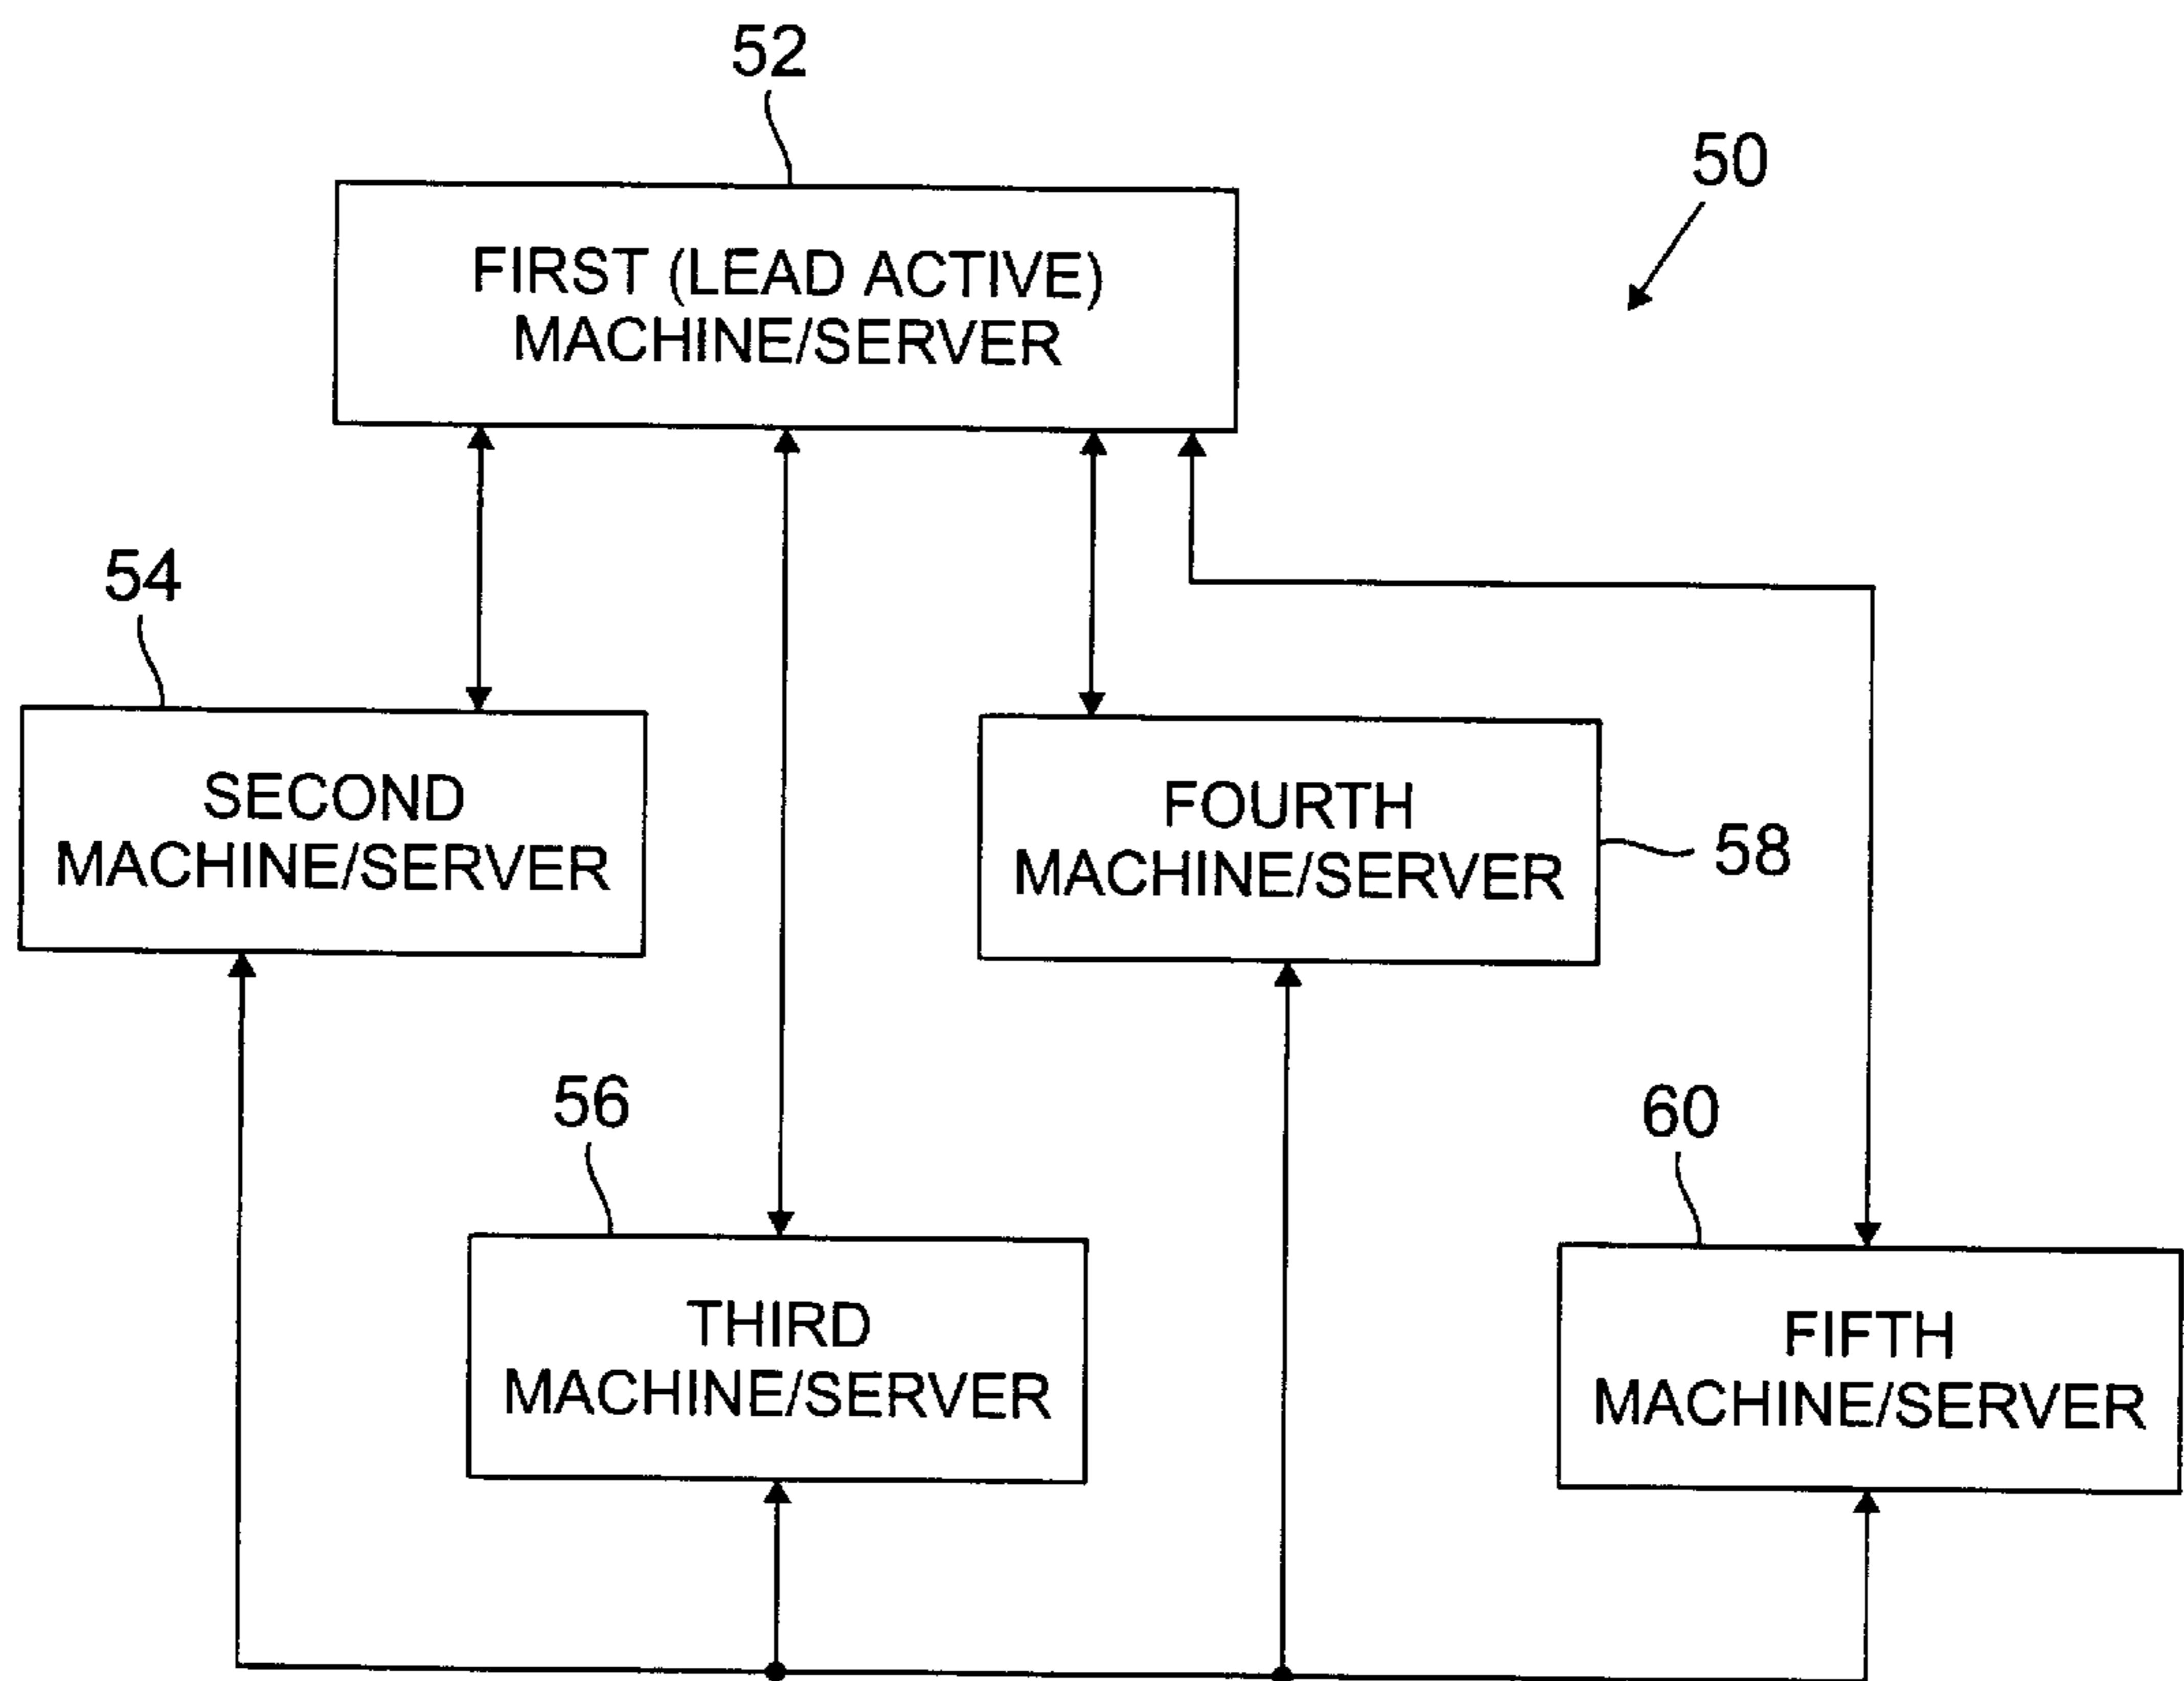 52
50
FIRST (LEAD ACTIVE)
MACHINE/SERVER
54
SECOND
MACHINE/SERVER
FOURTH
MACHINE/SERVER
58
56
60
THIRD
MACHINE/SERVER
FIFTH
MACHINE/SERVER